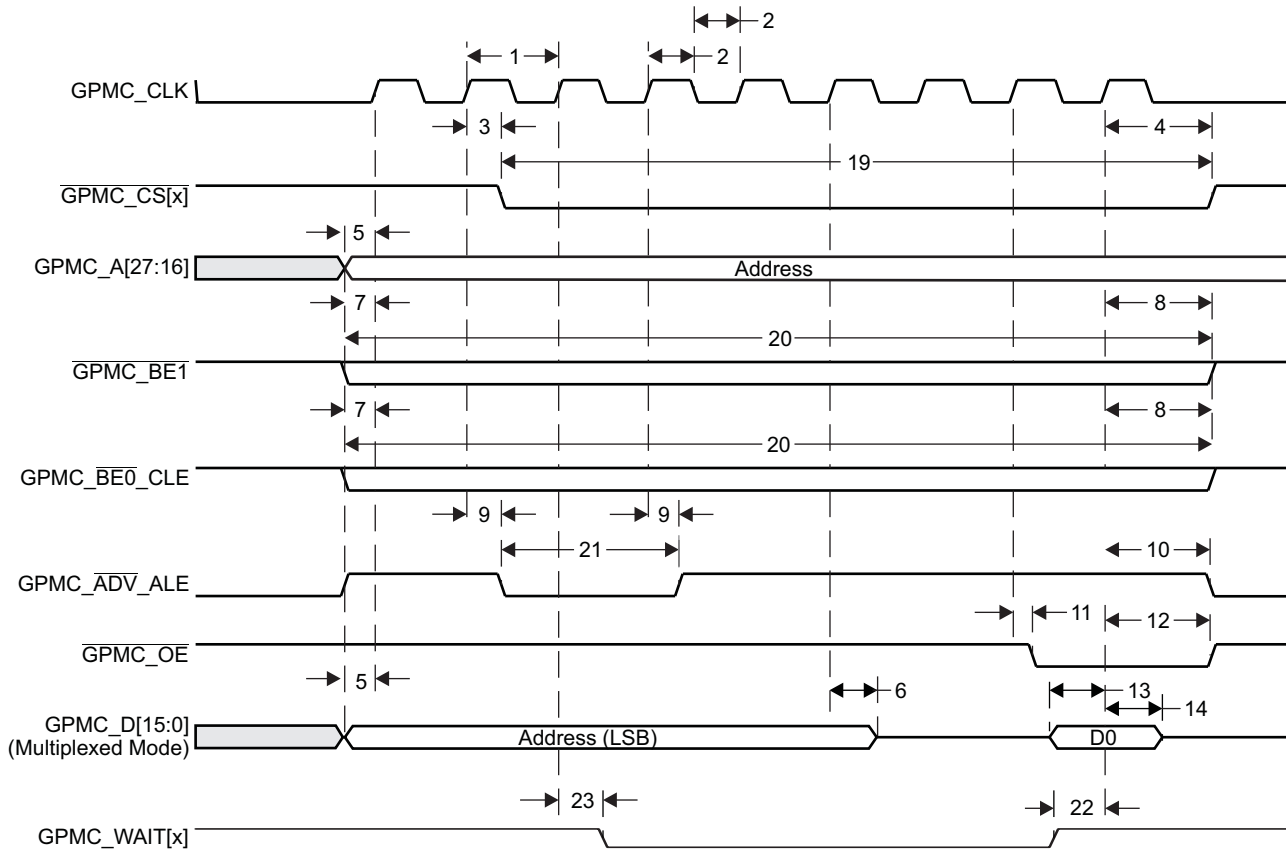 2
1
2
GPMC_CLK
3
4
19
GPMC_CS[x]
5
GPMC_A[27:16]
Address
7
8
20
GPMC_BE1
7
8
20
GPMC_BE0_CLE
9
9
21
10
GPMC_ADV_ALE
11
12
GPMC_OE
5
6
13
14
GPMC_D[15:0]
(Multiplexed Mode)
Address (LSB)
D0
23
22
GPMC_WAIT[x]